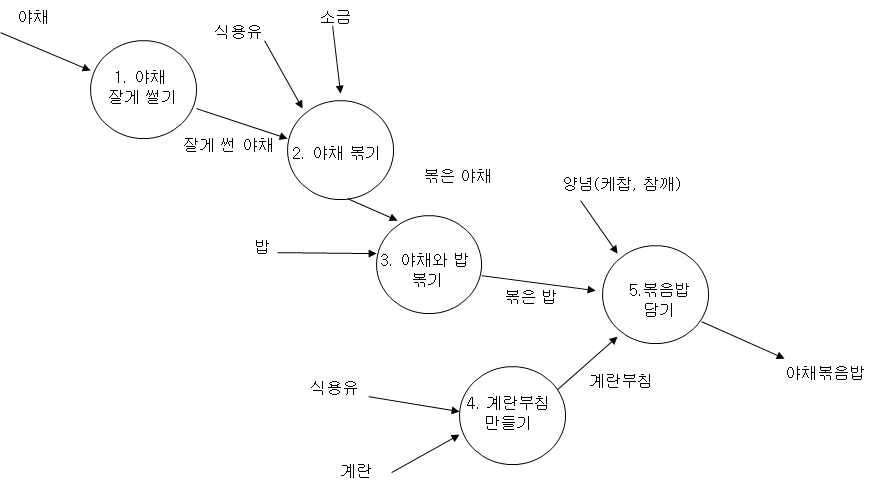 야채
식용유
소금
1. 야채
잘게 썰기
잘게 썬 야채
2. 야채 볶기
볶은 야채
양념(케찹, 참깨)
밥
3. 야채와 밥
볶기
볶은 밥
5.볶음밥
담기
야채볶음밥
식용유
계란부침
4. 계란부침
만들기
계란